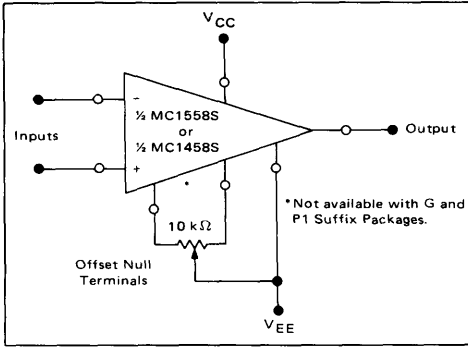 VCC
−
½ MC1558S
or
½ MC1458S
+
Inputs
Output
*
*Not available with G and
P1 Suffix Packages.
10 kΩ
Offset Null
Terminals
VEE